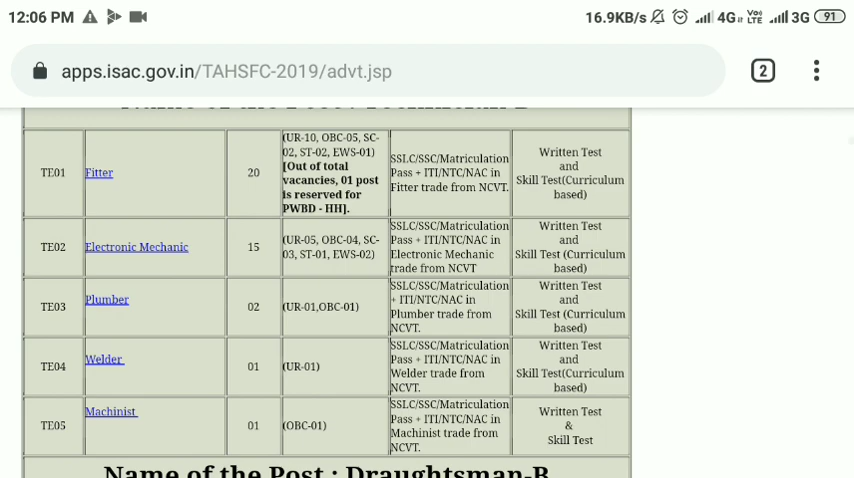 12:06 PM
16.9KB/s 4G VoLTE 3G 91
apps.isac.gov.in/TAHSFC-2019/advt.jsp
2
TE01
Fitter
20
(UR-10, OBC-05, SC-
02, ST-02, EWS-01)
[Out of total
vacancies, 01 post
is reserved for
PWBD - HH].
SSLC/SSC/Matriculation
Pass + ITI/NTC/NAC in
Fitter trade from NCVT.
Written Test
and
Skill Test(Curriculum
based)
TE02
Electronic Mechanic
15
(UR-05, OBC-04, SC-
03, ST-01, EWS-02)
SSLC/SSC/Matriculation
Pass + ITI/NTC/NAC in
Electronic Mechanic
trade from NCVT
Written Test
and
Skill Test (Curriculum
based)
TE03
Plumber
02
(UR-01,OBC-01)
SSLC/SSC/Matriculation
+ ITI/NTC/NAC in
Plumber trade from
NCVT.
Written Test
and
Skill Test (Curriculum
based)
TE04
Welder
01
(UR-01)
SSLC/SSC/Matriculation
Pass + ITI/NTC/NAC in
Welder trade from
NCVT.
Written Test
and
Skill Test(Curriculum
based)
TE05
Machinist
01
(OBC-01)
SSLC/SSC/Matriculation
Pass + ITI/NTC/NAC in
Machinist trade from
NCVT.
Written Test
&
Skill Test
Name of the Post : Draughtsman-B